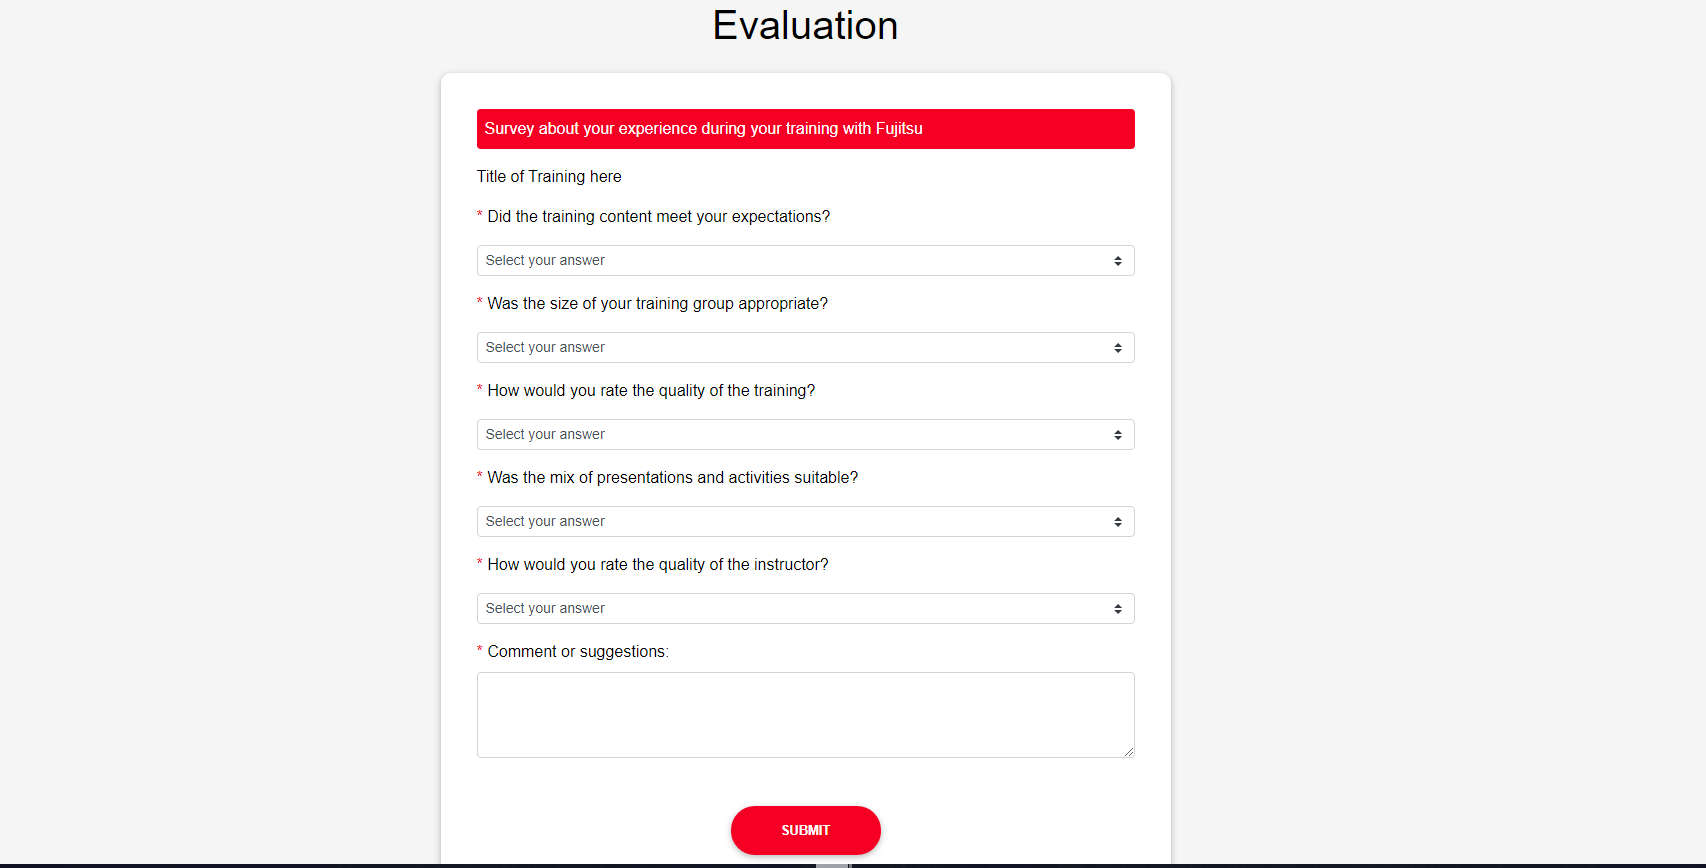 Evaluation
Survey about your experience during your training with Fujitsu
Title of Training here
* Did the training content meet your expectations?
Select your answer
* Was the size of your training group appropriate?
Select your answer
* How would you rate the quality of the training?
Select your answer
* Was the mix of presentations and activities suitable?
Select your answer
* How would you rate the quality of the instructor?
Select your answer
* Comment or suggestions:
SUBMIT